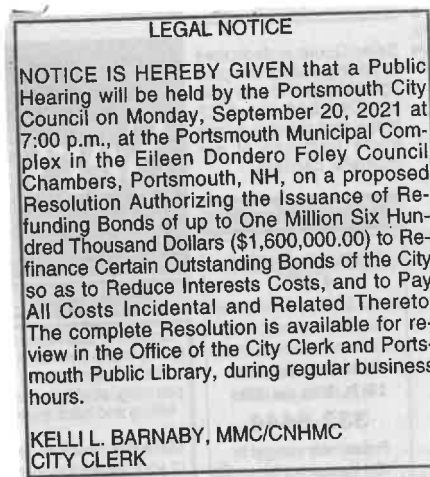 LEGAL NOTICE
NOTICE IS HEREBY GIVEN that a Public
Hearing will be held by the Portsmouth City
Council on Monday, September 20, 2021 at
7:00 p.m., at the Portsmouth Municipal Com-
plex in the Eileen Dondero Foley Council
Chambers, Portsmouth, NH, on a proposed
Resolution Authorizing the Issuance of Re-
funding Bonds of up to One Million Six Hun-
dred Thousand Dollars ($1,600,000.00) to Re-
finance Certain Outstanding Bonds of the City
so as to Reduce Interests Costs, and to Pay
All Costs Incidental and Related Thereto
The complete Resolution is available for re-
view in the Office of the City Clerk and Ports-
mouth Public Library, during regular business
hours.
KELLI L. BARNABY, MMC/CNHMC
CITY CLERK